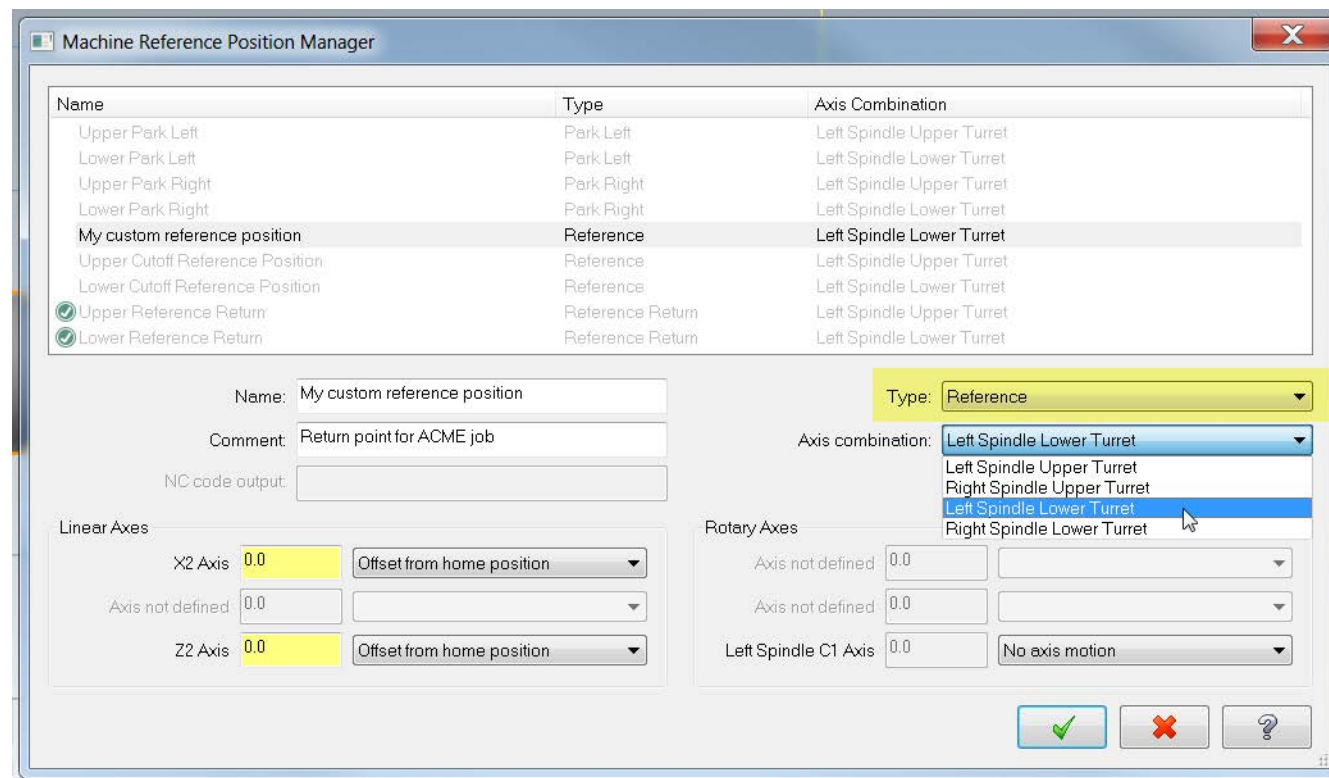 Machine Reference Position Manager
Name Type Axis Combination
Upper Park Left Park Left Left Spindle Upper Turret
Lower Park Left Park Left Left Spindle Lower Turret
Upper Park Right Park Right Left Spindle Upper Turret
Lower Park Right Park Right Left Spindle Lower Turret
My custom reference position Reference Left Spindle Lower Turret
Upper Cutoff Reference Position Reference Left Spindle Upper Turret
Lower Cutoff Reference Position Reference Left Spindle Lower Turret
Upper Reference Return Reference Return Left Spindle Upper Turret
Lower Reference Return Reference Return Left Spindle Lower Turret
Name: My custom reference position Type: Reference
Comment: Return point for ACME job Axis combination: Left Spindle Lower Turret
NC code output:
Left Spindle Upper Turret
Right Spindle Upper Turret
Left Spindle Lower Turret
Right Spindle Lower Turret
Linear Axes
X2 Axis 0.0 Offset from home position
Axis not defined 0.0
Z2 Axis 0.0 Offset from home position
Rotary Axes
Axis not defined 0.0
Axis not defined 0.0
Left Spindle C1 Axis 0.0 No axis motion